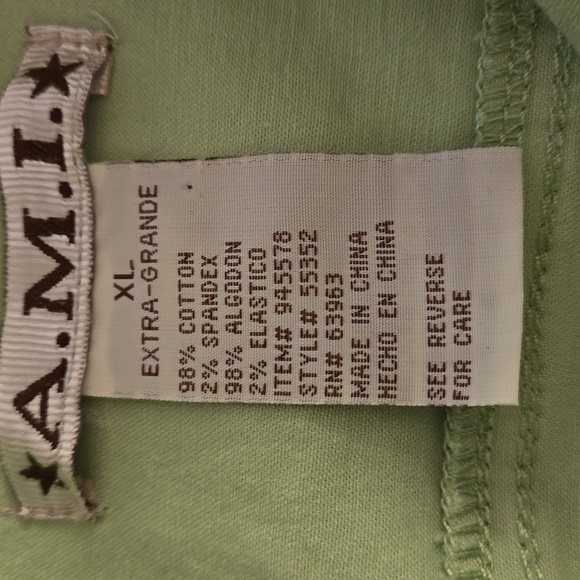 ★A.M.I.★
XL
EXTRA-GRANDE
98% COTTON
2% SPANDEX
98% ALGODON
2% ELASTICO
ITEM# 945578
STYLE# 55352
RN# 63963
MADE IN CHINA
HECHO EN CHINA
SEE REVERSE
FOR CARE